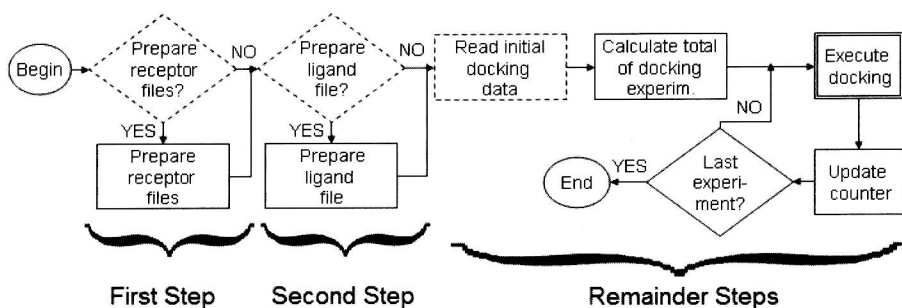 Begin
Prepare
receptor
files?
NO
YES
Prepare
receptor
files
Prepare
ligand
file?
NO
YES
Prepare
ligand
file
Read initial
docking
data
Calculate total
of docking
experim.
Execute
docking
Update
counter
Last
experi-
ment?
NO
YES
End
First Step
Second Step
Remainder Steps